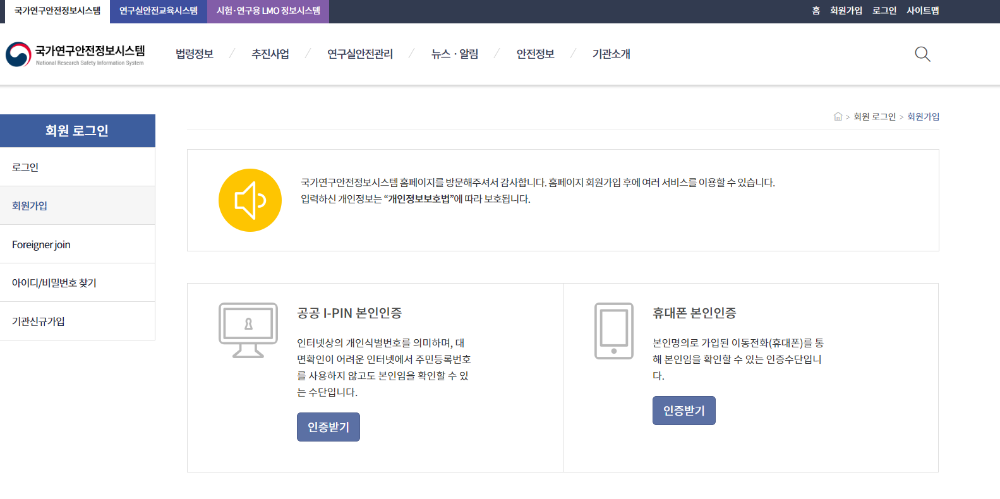 국가연구안전정보시스템
연구실안전교육시스템
시험·연구용 LMO 정보시스템
홈 회원가입 로그인 사이트맵
국가연구안전정보시스템
National Research Safety Information System
법령정보 / 추진사업 / 연구실안전관리 / 뉴스ㆍ알림 / 안전정보 / 기관소개
> 회원 로그인 > 회원가입
회원 로그인
로그인
회원가입
Foreigner join
아이디/비밀번호 찾기
기관신규가입
국가연구안전정보시스템 홈페이지를 방문해주셔서 감사합니다. 홈페이지 회원가입 후에 여러 서비스를 이용할 수 있습니다.
입력하신 개인정보는 “개인정보보호법”에 따라 보호됩니다.
공공 I-PIN 본인인증
인터넷상의 개인식별번호를 의미하며, 대
면확인이 어려운 인터넷에서 주민등록번호
를 사용하지 않고도 본인임을 확인할 수 있
는 수단입니다.
인증받기
휴대폰 본인인증
본인명의로 가입된 이동전화(휴대폰)를 통
해 본인임을 확인할 수 있는 인증수단입니
다.
인증받기